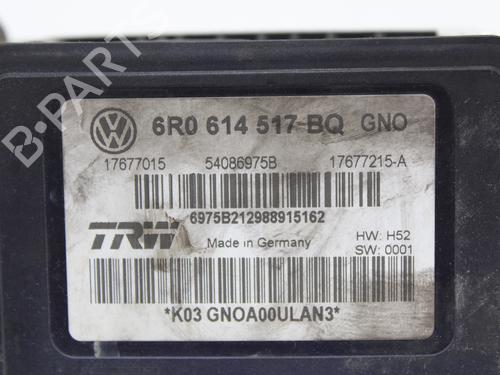 B-PARTS
6R0 614 517 BQ GNO
17677015 54086975B 17677215-A
6975B212988915162
TRW Made in Germany HW: H52
SW: 0001
*K03 GNOA00ULAN3*